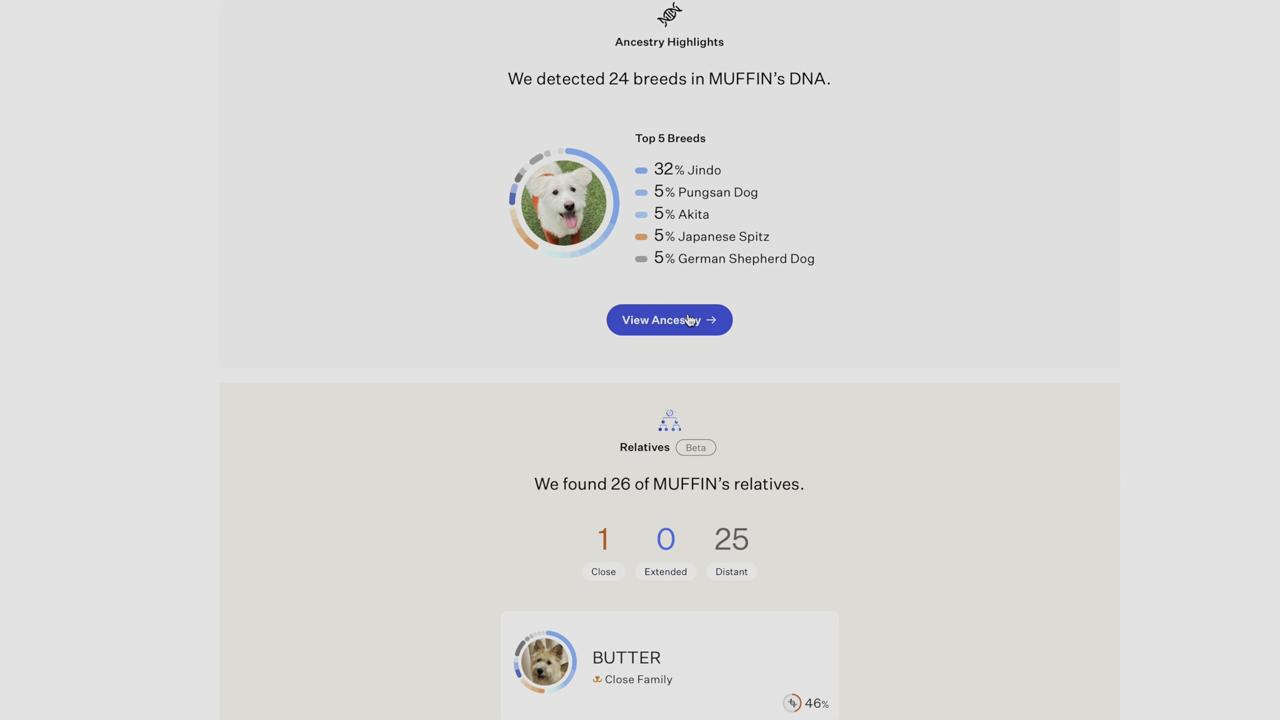 Ancestry Highlights
We detected 24 breeds in MUFFIN's DNA.
Top 5 Breeds
32% Jindo
5% Pungsan Dog
5% Akita
5% Japanese Spitz
5% German Shepherd Dog
View Ancestry →
Relatives Beta
We found 26 of MUFFIN's relatives.
1 0 25
Close Extended Distant
BUTTER
Close Family
46%